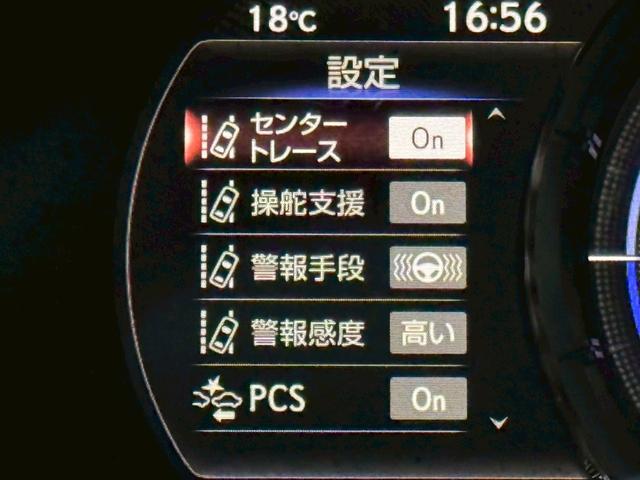 18℃ 16:56
設定
センター
トレース On
操舵支援 On
警報手段
警報感度 高い
PCS On